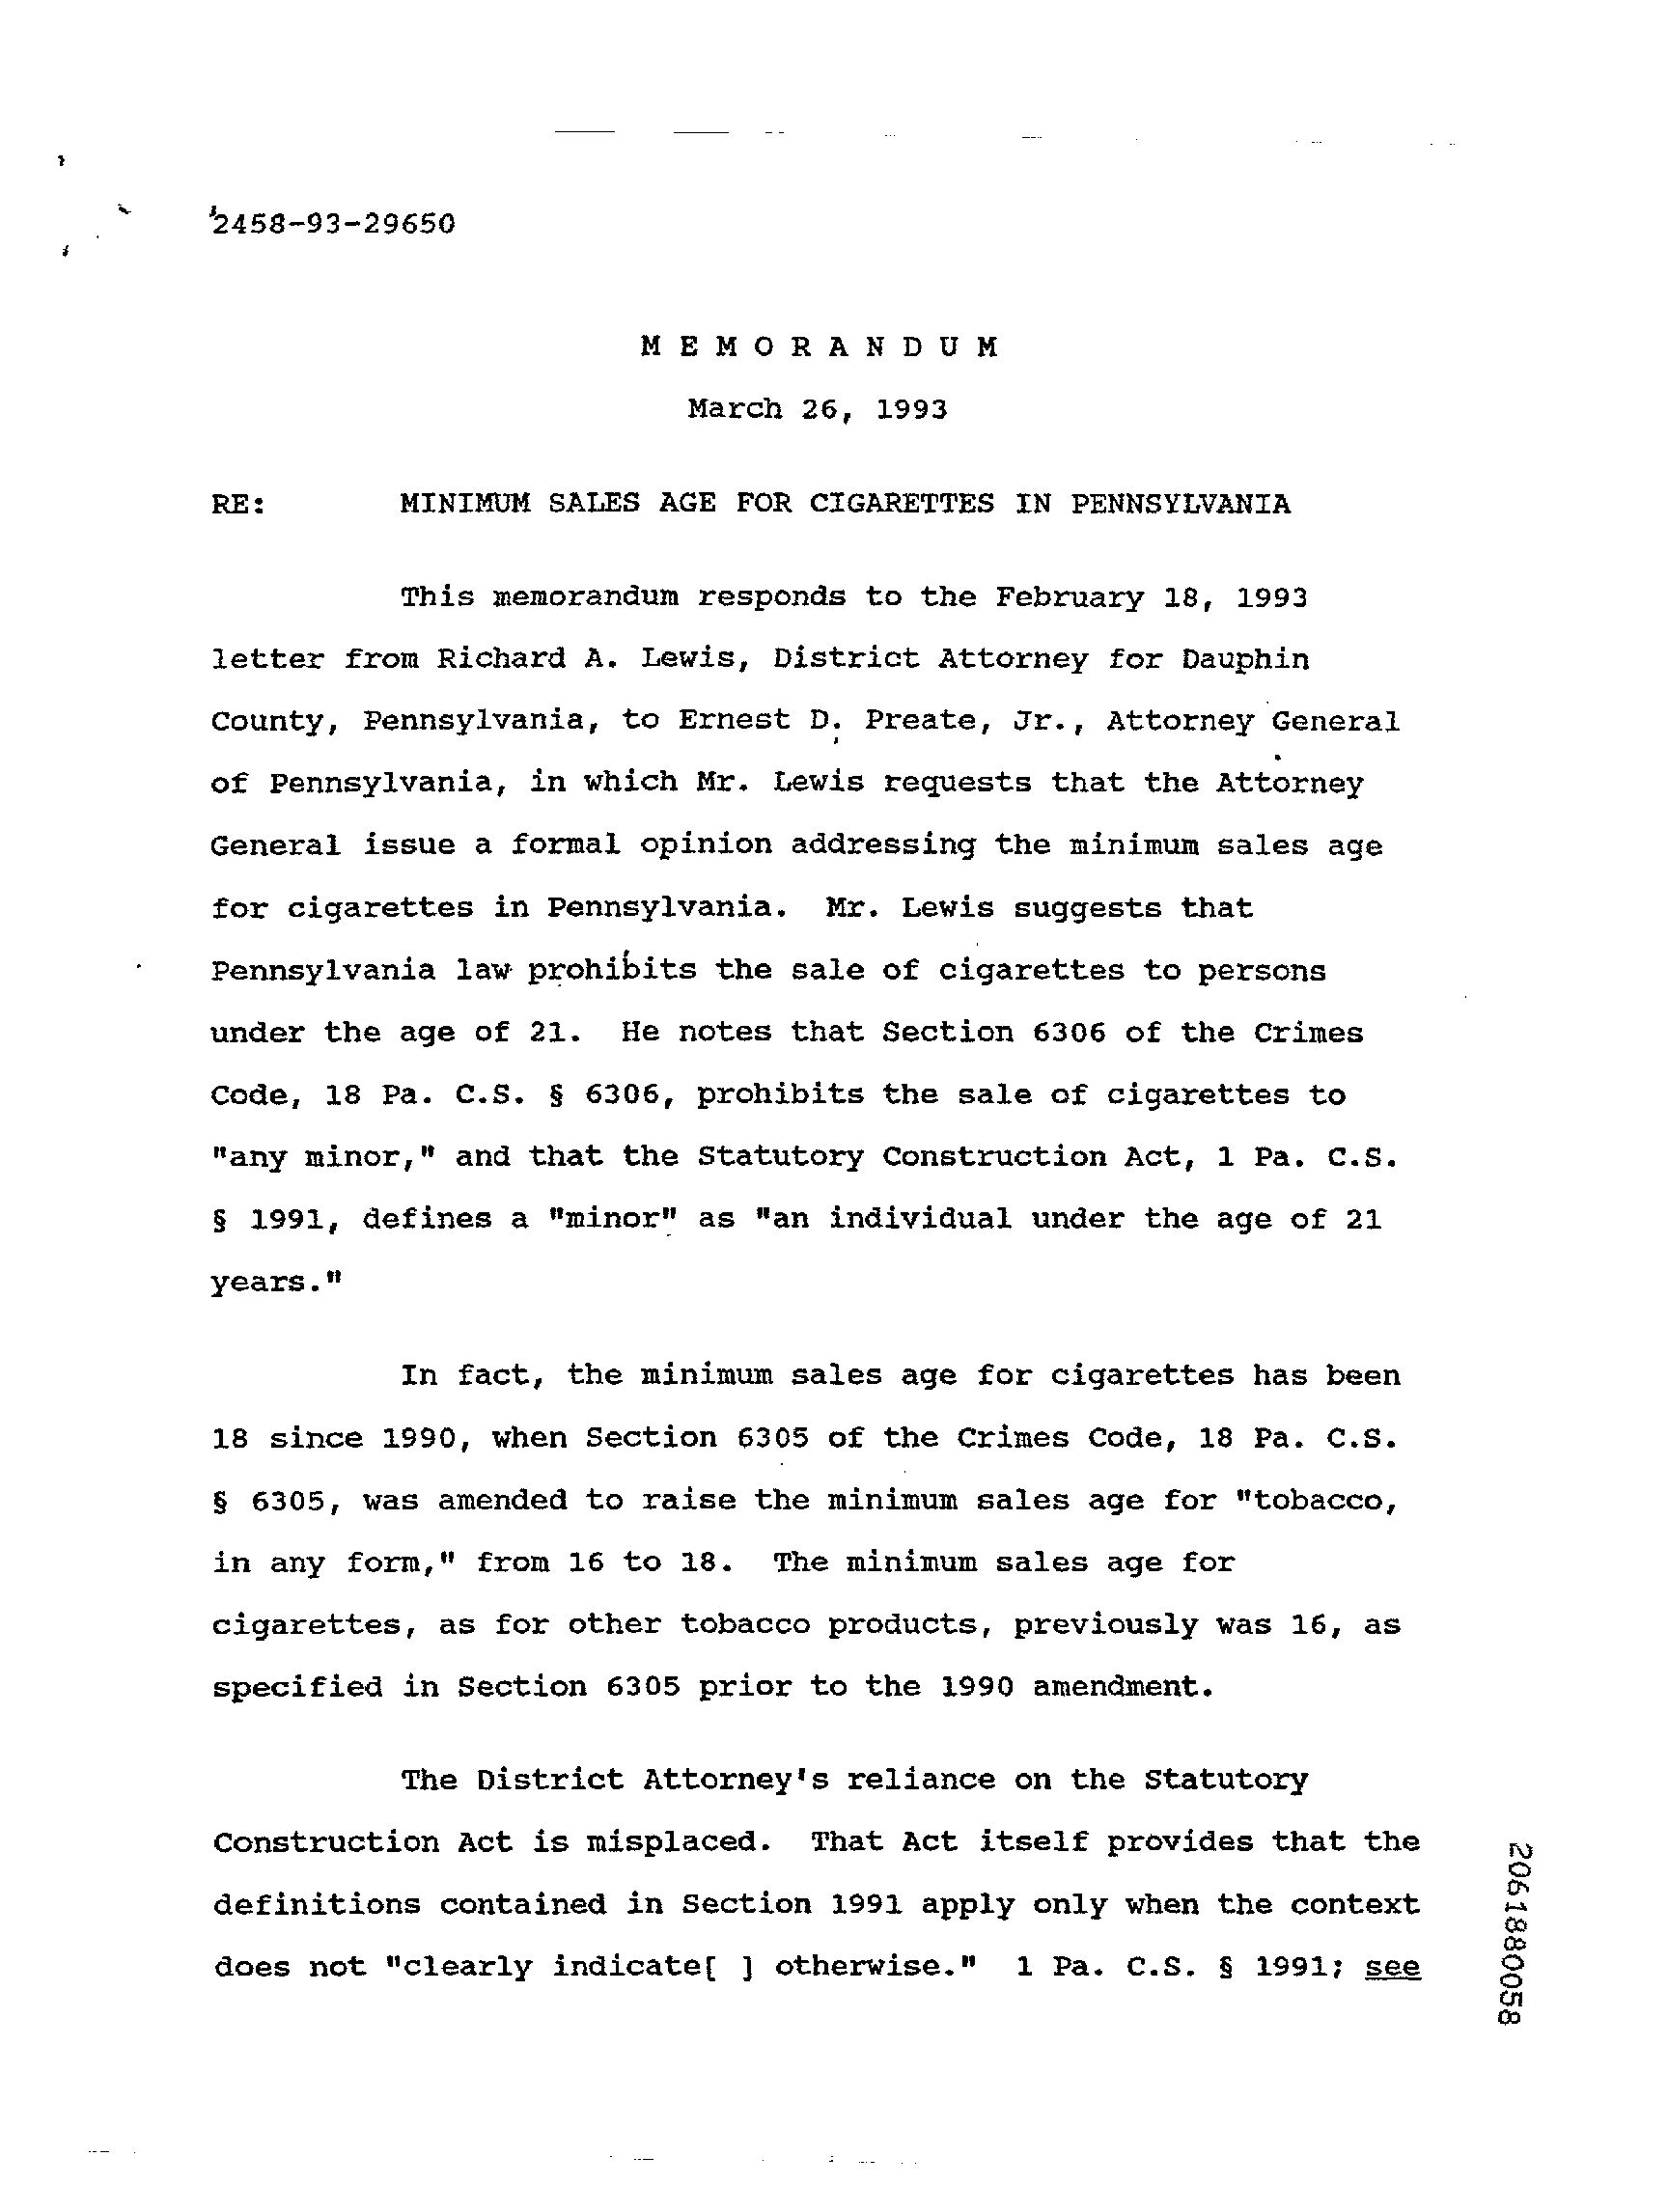 2458-93-29650
M E M O R A N D U M
March 26, 1993
RE: MINIMUM SALES AGE FOR CIGARETTES IN PENNSYLVANIA
This memorandum responds to the February 18, 1993
letter from Richard A. Lewis, District Attorney for Dauphin
County, Pennsylvania, to Ernest D. Preate, Jr., Attorney General
of Pennsylvania, in which Mr. Lewis requests that the Attorney
General issue a formal opinion addressing the minimum sales age
for cigarettes in Pennsylvania. Mr. Lewis suggests that
Pennsylvania law prohibits the sale of cigarettes to persons
under the age of 21. He notes that Section 6306 of the Crimes
Code, 18 Pa. C.S. § 6306, prohibits the sale of cigarettes to
"any minor," and that the Statutory Construction Act, 1 Pa. C.S.
§ 1991, defines a "minor" as "an individual under the age of 21
years."
In fact, the minimum sales age for cigarettes has been
18 since 1990, when Section 6305 of the Crimes Code, 18 Pa. C.S.
§ 6305, was amended to raise the minimum sales age for "tobacco,
in any form," from 16 to 18. The minimum sales age for
cigarettes, as for other tobacco products, previously was 16, as
specified in Section 6305 prior to the 1990 amendment.
The District Attorney's reliance on the Statutory
Construction Act is misplaced. That Act itself provides that the
definitions contained in Section 1991 apply only when the context
does not "clearly indicate[ ] otherwise." 1 Pa. C.S. § 1991; see
2061880058